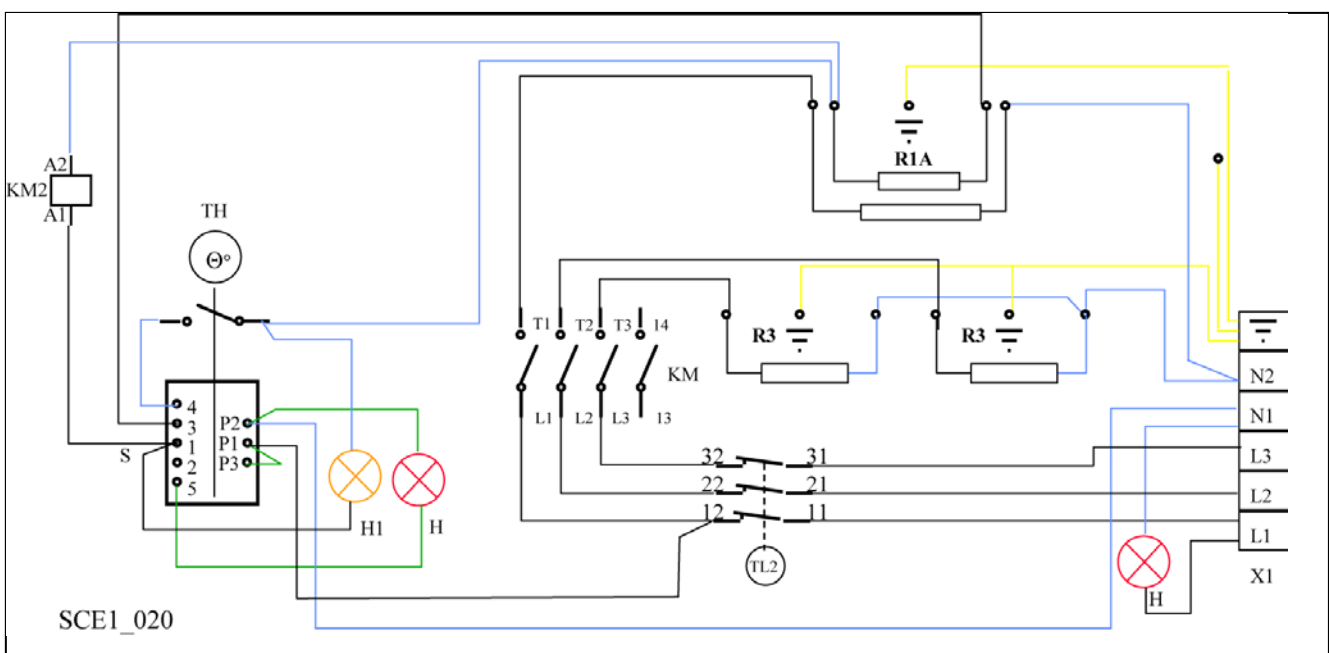 R1A
A2
KM2
A1
TH
Θ°
T1 T2 T3 14
R3 R3
KM
N2
L1 L2 L3 13
N1
4
3 P2
1 P1
S
2 P3
5
32 31
L3
22 21
L2
12 11
L1
H1 H
TL2
X1
H
SCE1_020